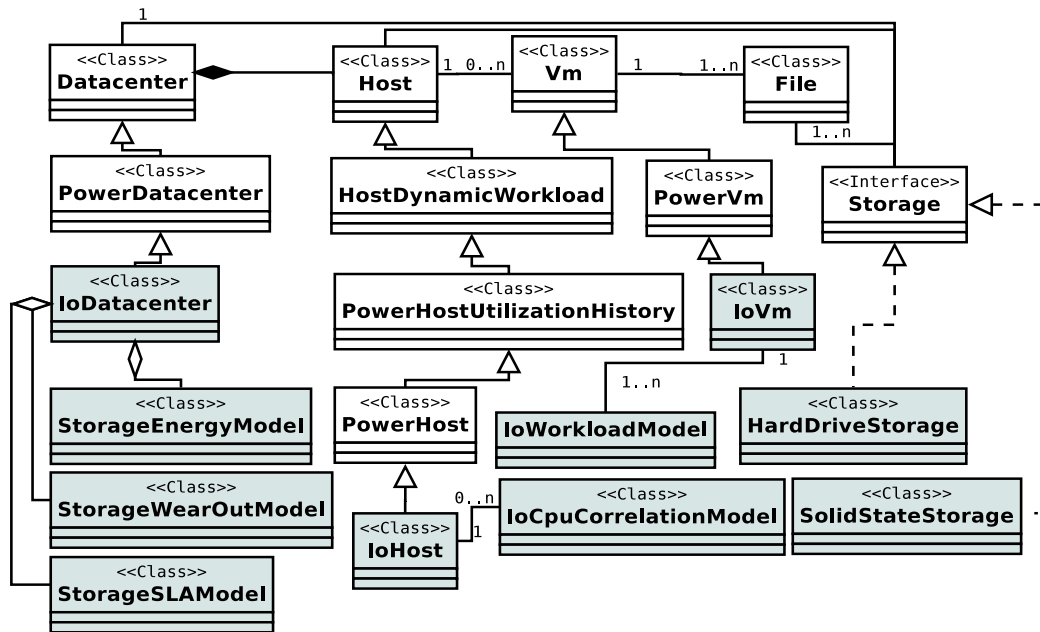 1
<<Class>>
Datacenter
<<Class>>
Host
1
0..n
<<Class>>
Vm
1
1..n
<<Class>>
File
1..n
<<Class>>
PowerDatacenter
<<Class>>
HostDynamicWorkload
<<Class>>
PowerVm
<<Interface>>
Storage
<<Class>>
IoDatacenter
<<Class>>
PowerHostUtilizationHistory
<<Class>>
IoVm
1
1..n
<<Class>>
StorageEnergyModel
<<Class>>
PowerHost
<<Class>>
IoWorkloadModel
<<Class>>
HardDriveStorage
<<Class>>
StorageWearOutModel
0..n
1
<<Class>>
IoCpuCorrelationModel
<<Class>>
SolidStateStorage
<<Class>>
IoHost
<<Class>>
StorageSLAModel